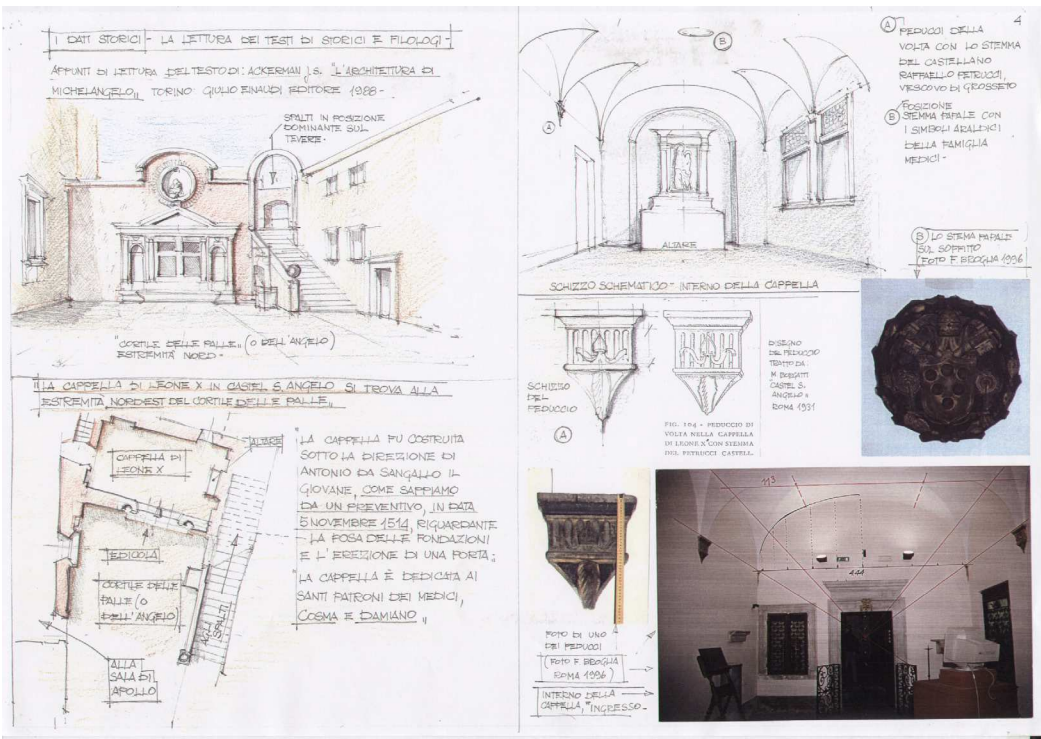 I DATI STORICI - LA LETTURA DEI TESTI DI STORICI E FILOLOGI -
APPUNTI DI LETTURA DEL TESTO DI: ACKERMAN J.S. "L'ARCHITETTURA DI
MICHELANGELO" TORINO GIULIO EINAUDI EDITORE 1988 -
SPALTI IN POSIZIONE
DOMINANTE SUL
TEVERE -
"CORTILE DELLE PALLE" (O DELL'ANGELO)
ESTREMITÀ NORD -
"LA CAPPELLA DI LEONE X IN CASTEL S. ANGELO SI TROVA ALLA
ESTREMITÀ NORDEST DEL CORTILE DELLE PALLE"
ALTARE
CAPPELLA DI
LEONE X
EDICOLA
CORTILE DELLE
PALLE (O
DELL'ANGELO)
AGLI SPALTI
ALLA
SALA DI
APOLLO
"LA CAPPELLA FU COSTRUITA
SOTTO LA DIREZIONE DI
ANTONIO DA SANGALLO IL
GIOVANE, COME SAPPIAMO
DA UN PREVENTIVO, IN DATA
5 NOVEMBRE 1514, RIGUARDANTE
LA POSA DELLE FONDAZIONI
E L'EREZIONE DI UNA PORTA;
LA CAPPELLA È DEDICATA AI
SANTI PATRONI DEI MEDICI,
COSMA E DAMIANO"
4
A
PEDUCCI DELLA
VOLTA CON LO STEMMA
DEL CASTELLANO
RAFFAELLO PETRUCCI,
VESCOVO DI GROSSETO
B
POSIZIONE
STEMMA PAPALE CON
I SIMBOLI ARALDICI
DELLA FAMIGLIA
MEDICI -
B
A
ALTARE
SCHIZZO SCHEMATICO - INTERNO DELLA CAPPELLA
B LO STEMA PAPALE
SUL SOFFITTO
(FOTO F. BROGLIA 1996
SCHIZZO
DEL
PEDUCCIO
A
DISEGNO
DEL PEDUCCIO
TRATTO DA
M. BORGATTI
CASTEL S.
ANGELO"
ROMA 1931
FIG. 104 - PEDUCCIO DI
VOLTA NELLA CAPPELLA
DI LEONE X CON STEMMA
DEL PETRUCCI CASTELL.
FOTO DI UNO
DEI PEDUCCI
(FOTO F. BROGLIA
ROMA 1996)
INTERNO DELLA
CAPPELLA, "INGRESSO -
113
444